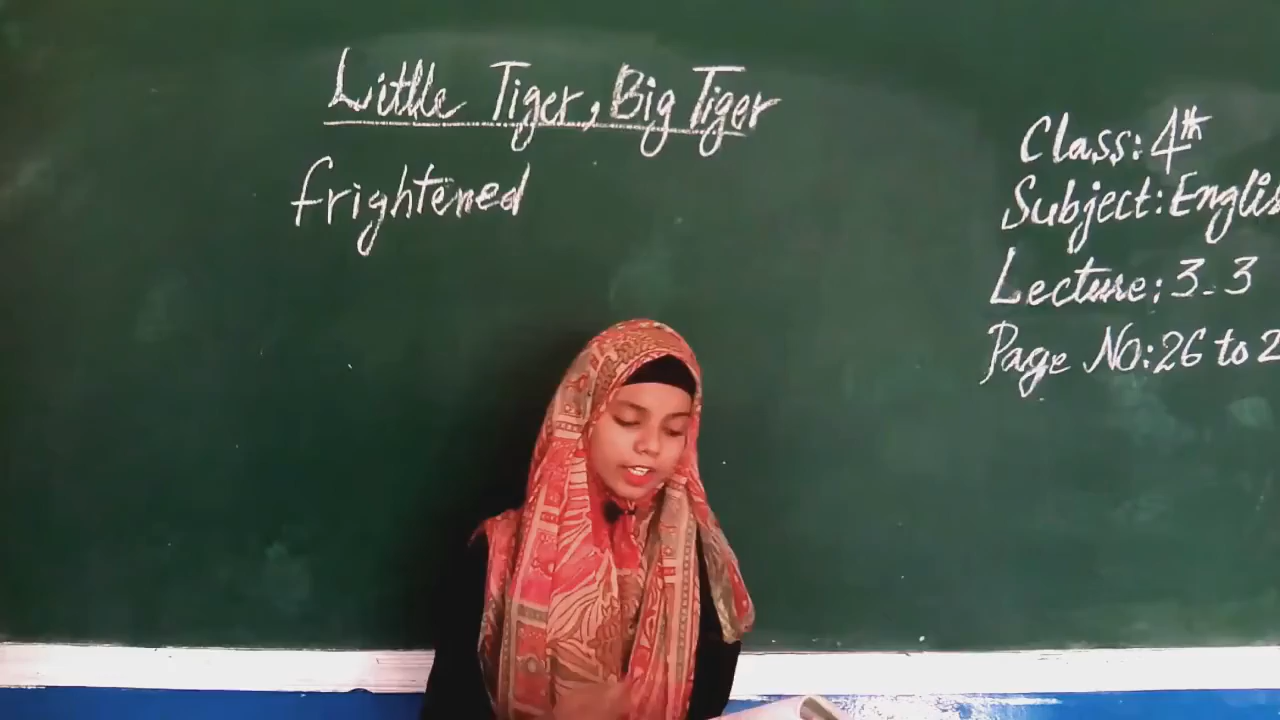 Little Tiger, Big Tiger
frightened
Class: 4th
Subject: Englis
Lecture: 3-3
Page No: 26 to 2